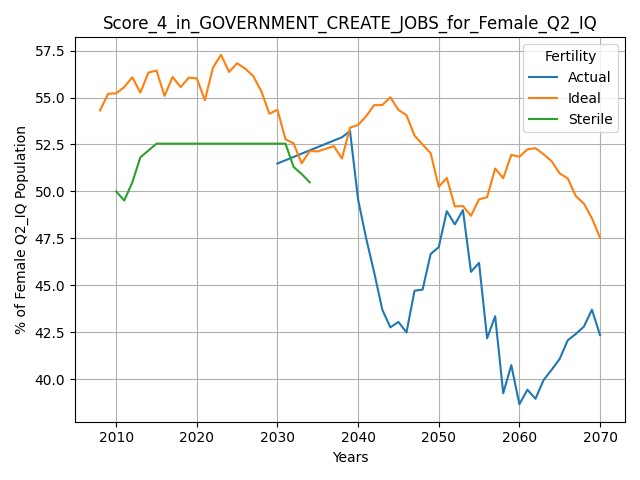 Score_4_in_GOVERNMENT_CREATE_JOBS_for_Female_Q2_IQ
Fertility
Actual
Ideal
Sterile
% of Female Q2_IQ Population
57.5
55.0
52.5
50.0
47.5
45.0
42.5
40.0
2010 2020 2030 2040 2050 2060 2070
Years